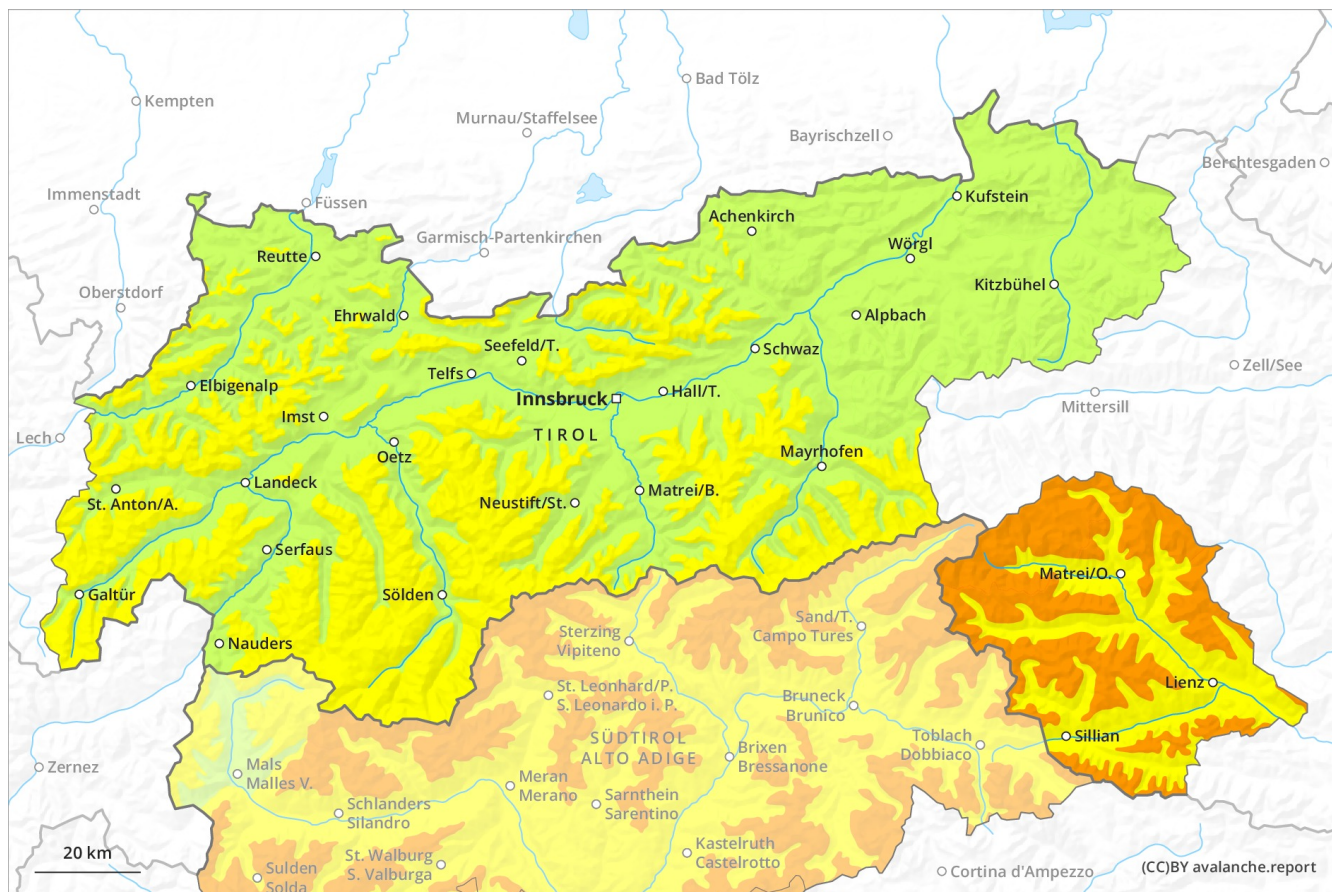 Bad Tölz
Kempten
Murnau/Staffelsee
Bayrischzell
Berchtesgaden
Immenstadt
Füssen
Kufstein
Achenkirch
Garmisch-Partenkirchen
Wörgl
Reutte
Kitzbühel
Oberstdorf
Ehrwald
Alpbach
Seefeld/T.
Schwaz
Zell/See
Telfs
Elbigenalp
Hall/T.
Innsbruck
Mittersill
Imst
TIROL
Lech
Oetz
Mayrhofen
Landeck
St. Anton/A.
Neustift/St.
Matrei/B.
Serfaus
Matrei/O.
Galtür
Sölden
Sand/T.
Campo Tures
Sterzing
Vipiteno
Nauders
Lienz
St. Leonhard/P.
S. Leonardo i. P.
Bruneck
Brunico
SÜDTIROL
ALTO ADIGE
Toblach
Dobbiaco
Sillian
Brixen
Bressanone
Zernez
Mals
Malles V.
Meran
Merano
Sarnthein
Sarentino
Schlanders
Silandro
20 km
Kastelruth
Castelrotto
St. Walburg
S. Valburga
Sulden
Solda
Cortina d'Ampezzo
(CC)BY avalanche.report